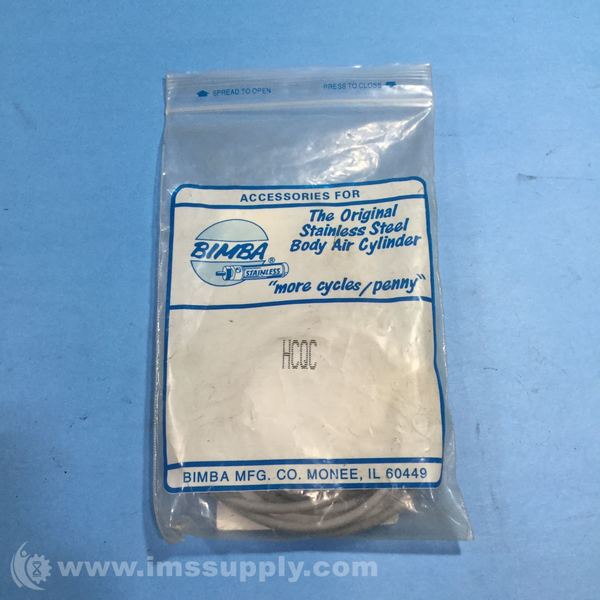 SPREAD TO OPEN
PRESS TO CLOSE
ACCESSORIES FOR
The Original
Stainless Steel
Body Air Cylinder
BIMBA®
STAINLESS
"more cycles/penny"
HCQC
BIMBA MFG. CO. MONEE, IL 60449
www.imssupply.com